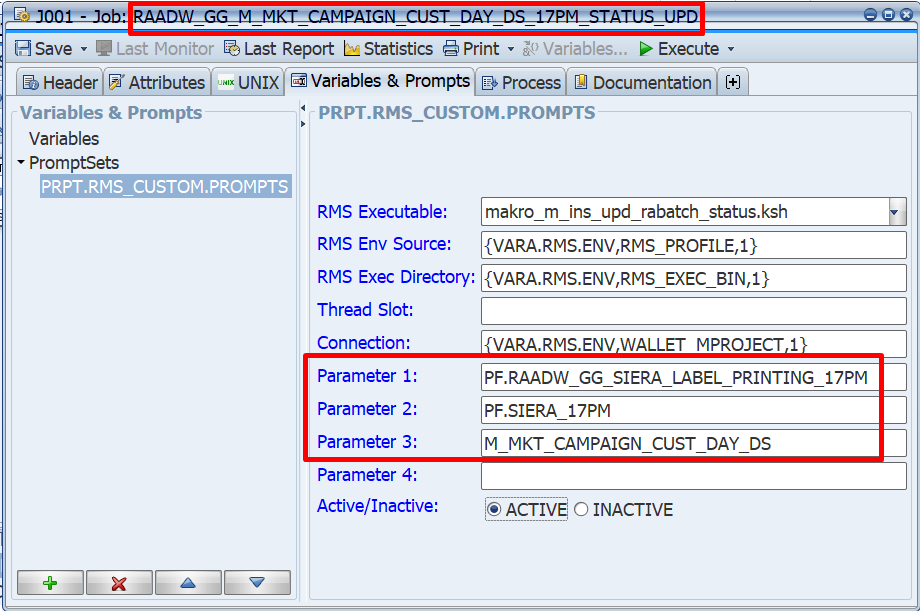 J001 - Job: RAADW_GG_M_MKT_CAMPAIGN_CUST_DAY_DS_17PM_STATUS_UPD
Save Last Monitor Last Report Statistics Print Variables... Execute
Header Attributes UNIX UNIX Variables & Prompts Process Documentation [+]
Variables & Prompts
Variables
PromptSets
PRPT.RMS_CUSTOM.PROMPTS
PRPT.RMS_CUSTOM.PROMPTS
RMS Executable: makro_m_ins_upd_rabatch_status.ksh
RMS Env Source: {VARA.RMS.ENV,RMS_PROFILE,1}
RMS Exec Directory: {VARA.RMS.ENV,RMS_EXEC_BIN,1}
Thread Slot:
Connection: {VARA.RMS.ENV,WALLET_MPROJECT,1}
Parameter 1: PF.RAADW_GG_SIERA_LABEL_PRINTING_17PM
Parameter 2: PF.SIERA_17PM
Parameter 3: M_MKT_CAMPAIGN_CUST_DAY_DS
Parameter 4:
Active/Inactive: ACTIVE INACTIVE